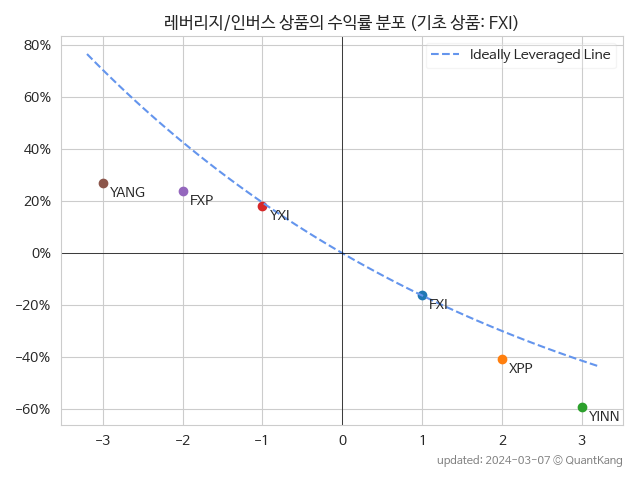 레버리지/인버스 상품의 수익률 분포 (기초 상품: FXI)
Ideally Leveraged Line
80%
60%
40%
20%
0%
−20%
−40%
−60%
YANG
FXP
YXI
FXI
XPP
YINN
−3
−2
−1
0
1
2
3
updated: 2024-03-07 © QuantKang